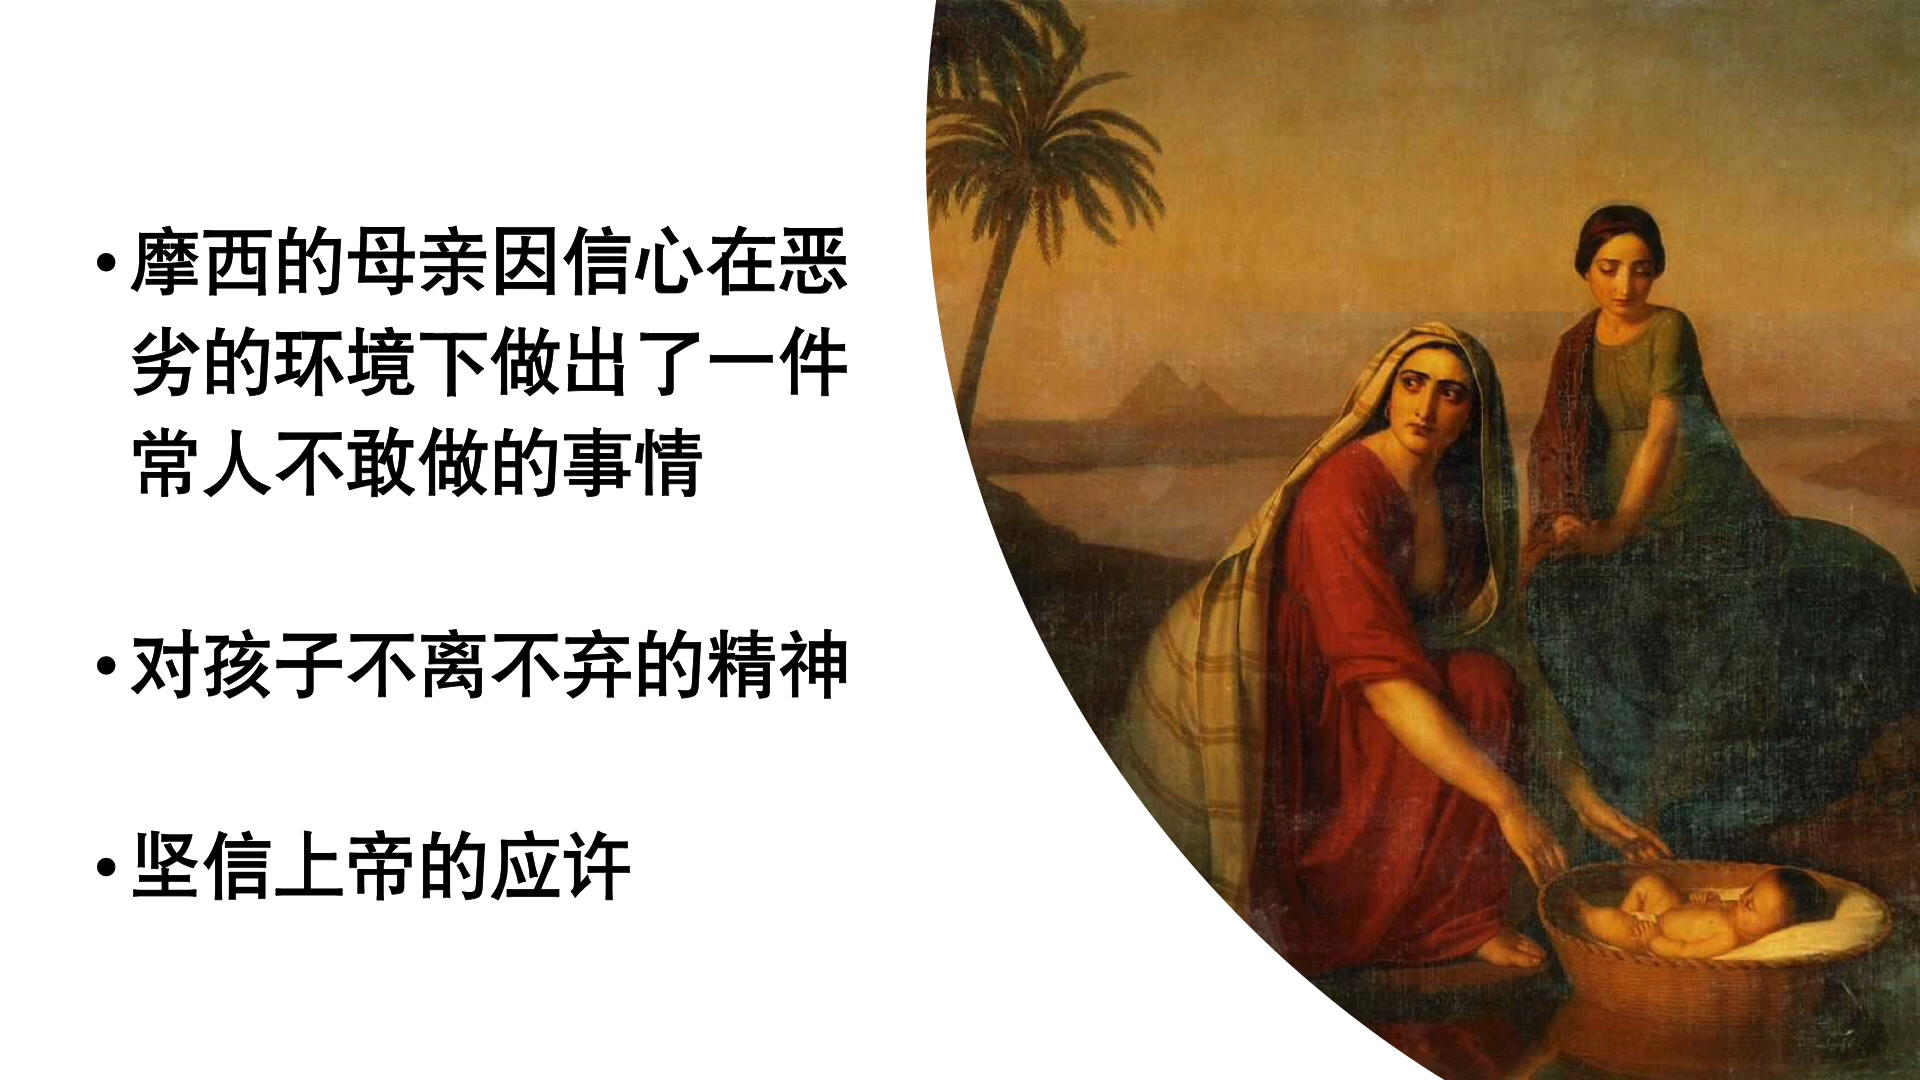 • 摩西的母亲因信心在恶
劣的环境下做出了一件
常人不敢做的事情
• 对孩子不离不弃的精神
• 坚信上帝的应许